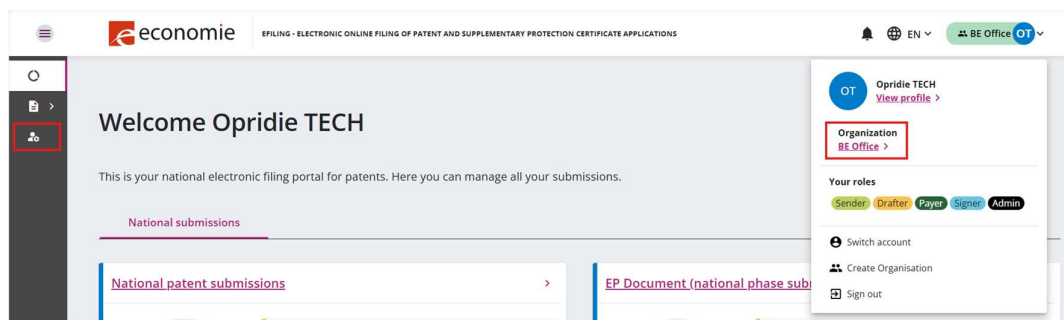 economie
EFILING - ELECTRONIC ONLINE FILING OF PATENT AND SUPPLEMENTARY PROTECTION CERTIFICATE APPLICATIONS
EN
BE Office OT
OT
Opridie TECH
View profile >
Organization
BE Office >
Your roles
Sender Drafter Payer Signer Admin
Switch account
Create Organisation
Sign out
Welcome Opridie TECH
This is your national electronic filing portal for patents. Here you can manage all your submissions.
National submissions
National patent submissions >
EP Document (national phase sub